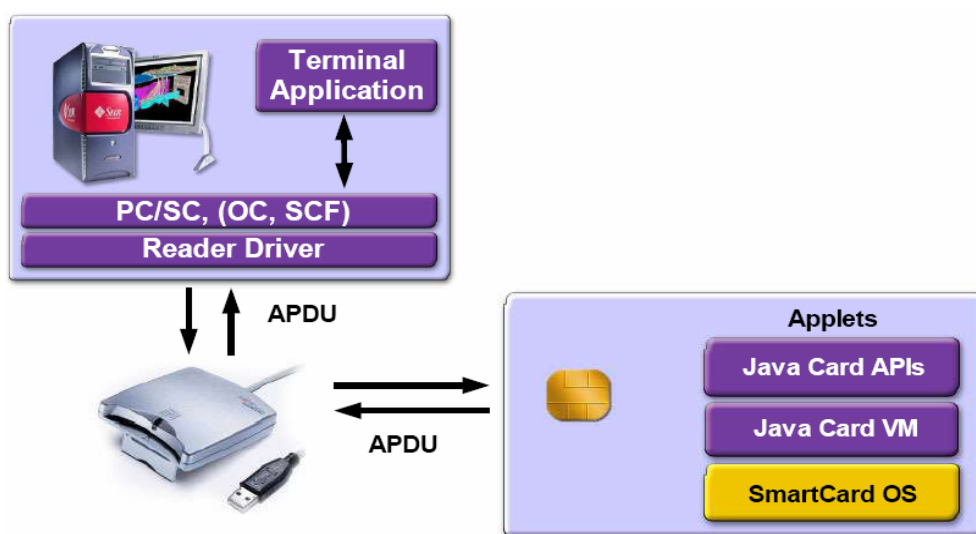 Terminal
Application
Sun
PC/SC, (OC, SCF)
Reader Driver
APDU
APDU
Applets
Java Card APIs
Java Card VM
SmartCard OS